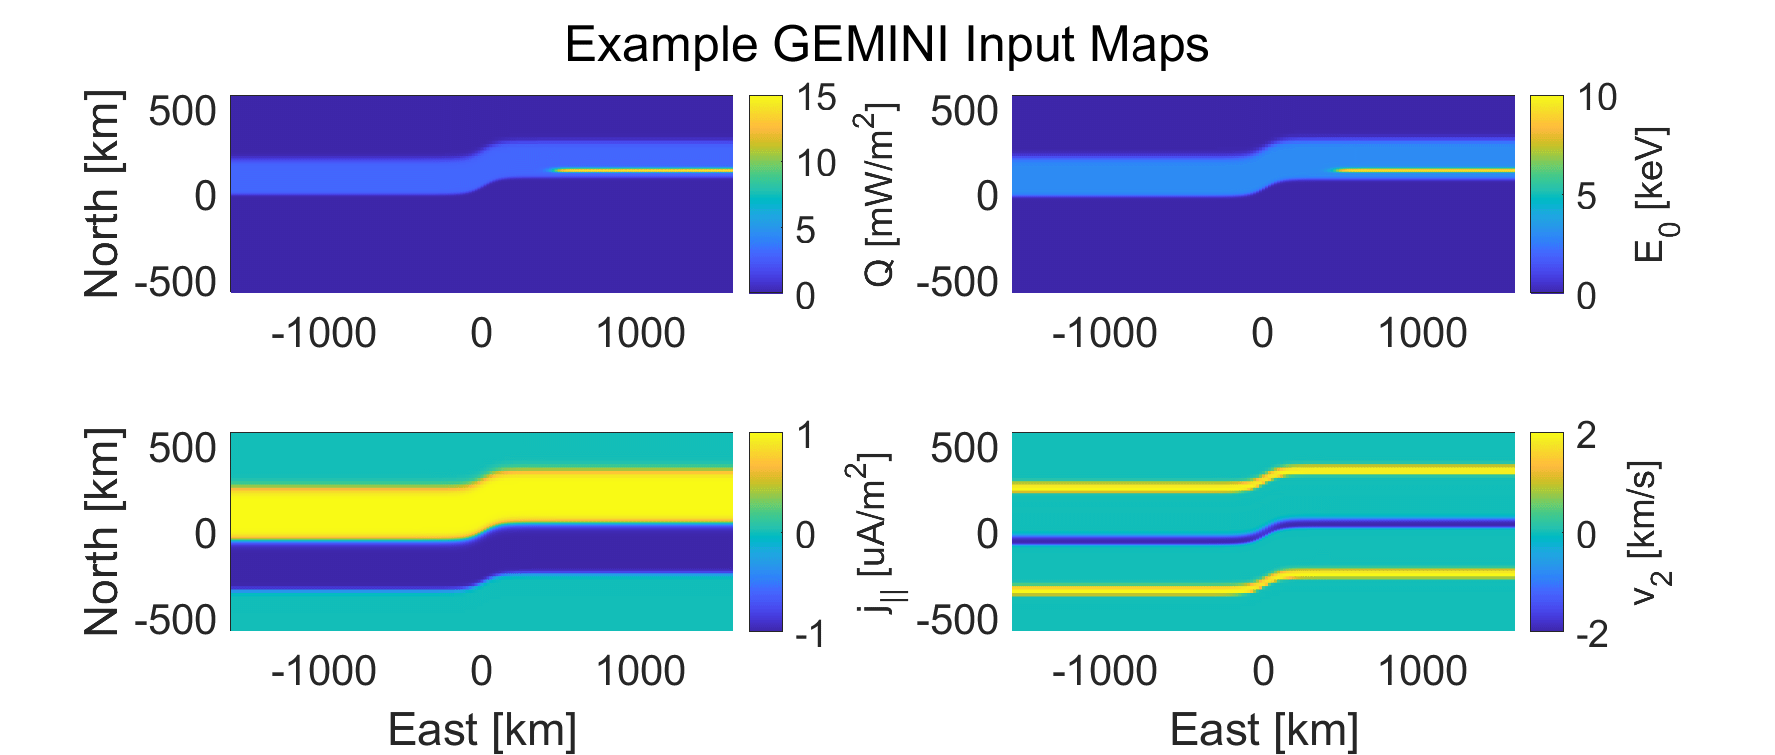 Example GEMINI Input Maps
North [km]
500
0
-500
-1000 0 1000
15
10
5
0
Q [mW/m²]
500
0
-500
-1000 0 1000
10
5
0
E₀ [keV]
North [km]
500
0
-500
-1000 0 1000
East [km]
1
0
-1
j|| [uA/m²]
500
0
-500
-1000 0 1000
East [km]
2
0
-2
v₂ [km/s]